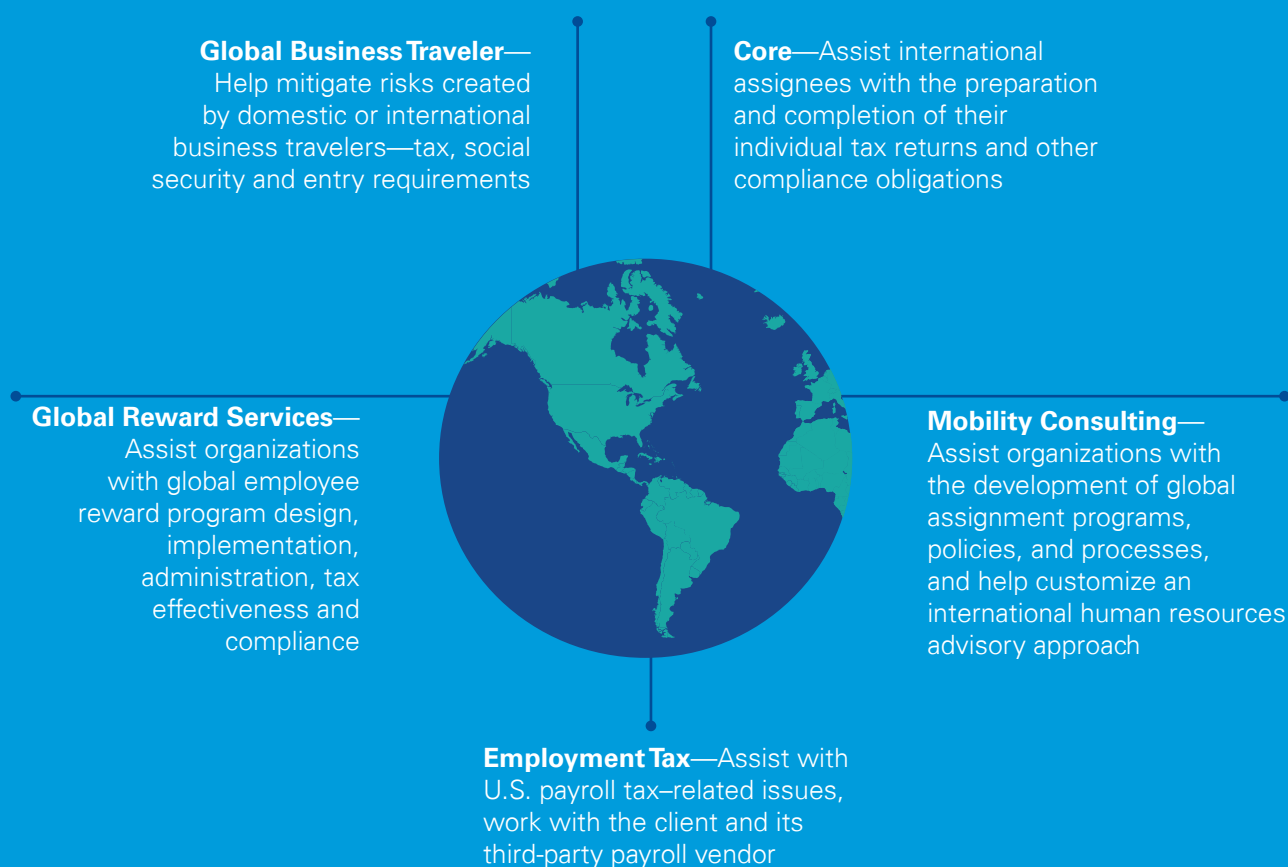 Global Business Traveler—
Help mitigate risks created
by domestic or international
business travelers—tax, social
security and entry requirements
Core—Assist international
assignees with the preparation
and completion of their
individual tax returns and other
compliance obligations
Global Reward Services—
Assist organizations
with global employee
reward program design,
implementation,
administration, tax
effectiveness and
compliance
Mobility Consulting—
Assist organizations with
the development of global
assignment programs,
policies, and processes,
and help customize an
international human resources
advisory approach
Employment Tax—Assist with
U.S. payroll tax–related issues,
work with the client and its
third-party payroll vendor